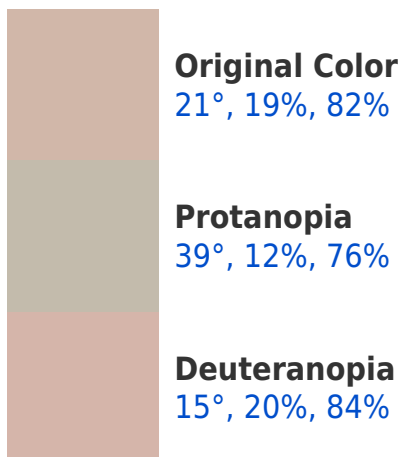 Original Color
21°, 19%, 82%
Protanopia
39°, 12%, 76%
Deuteranopia
15°, 20%, 84%